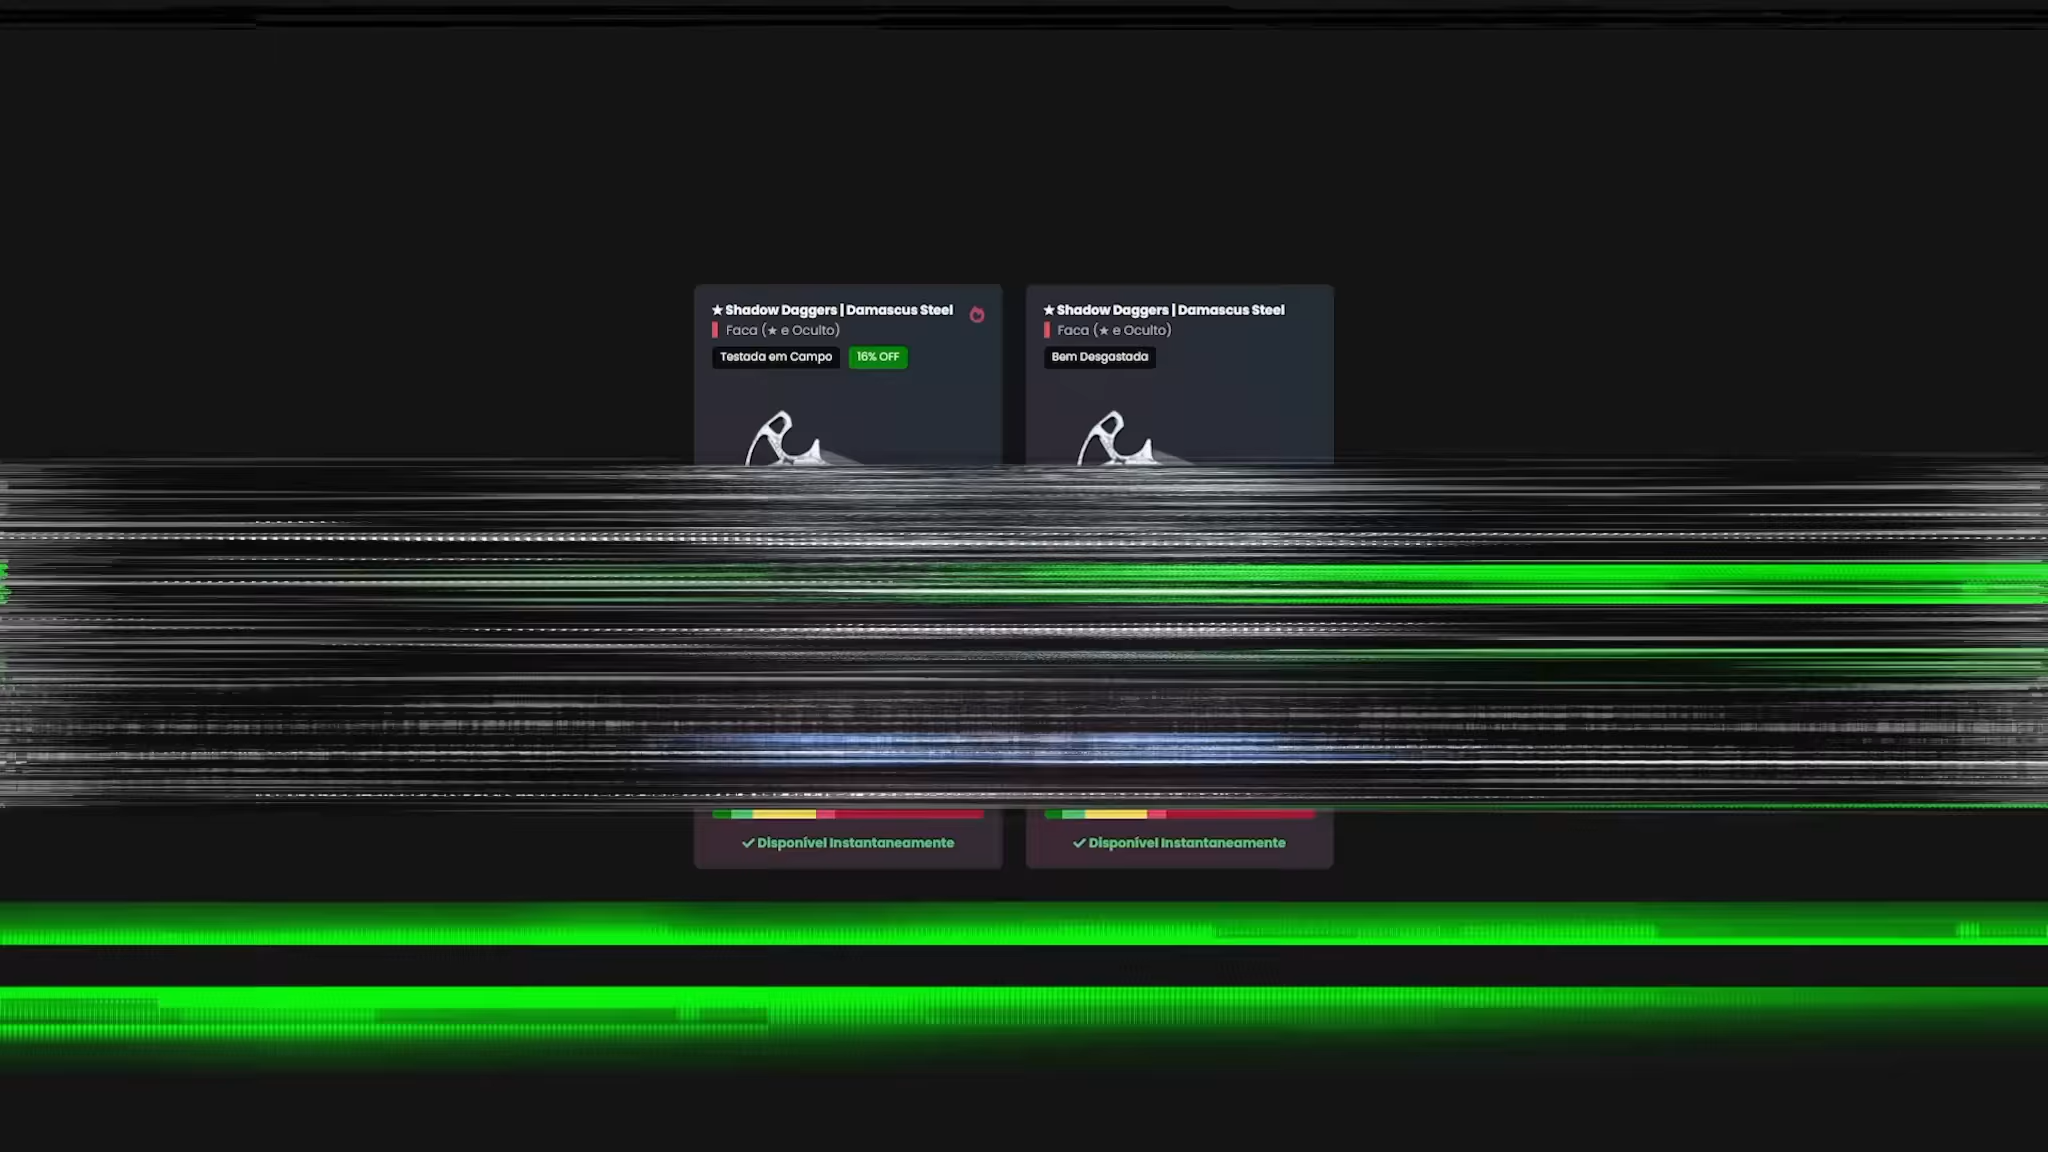 ★ Shadow Daggers | Damascus Steel
Faca (★ e Oculto)
Testada em Campo 16% OFF
✓ Disponível Instantaneamente
★ Shadow Daggers | Damascus Steel
Faca (★ e Oculto)
Bem Desgastada
✓ Disponível Instantaneamente